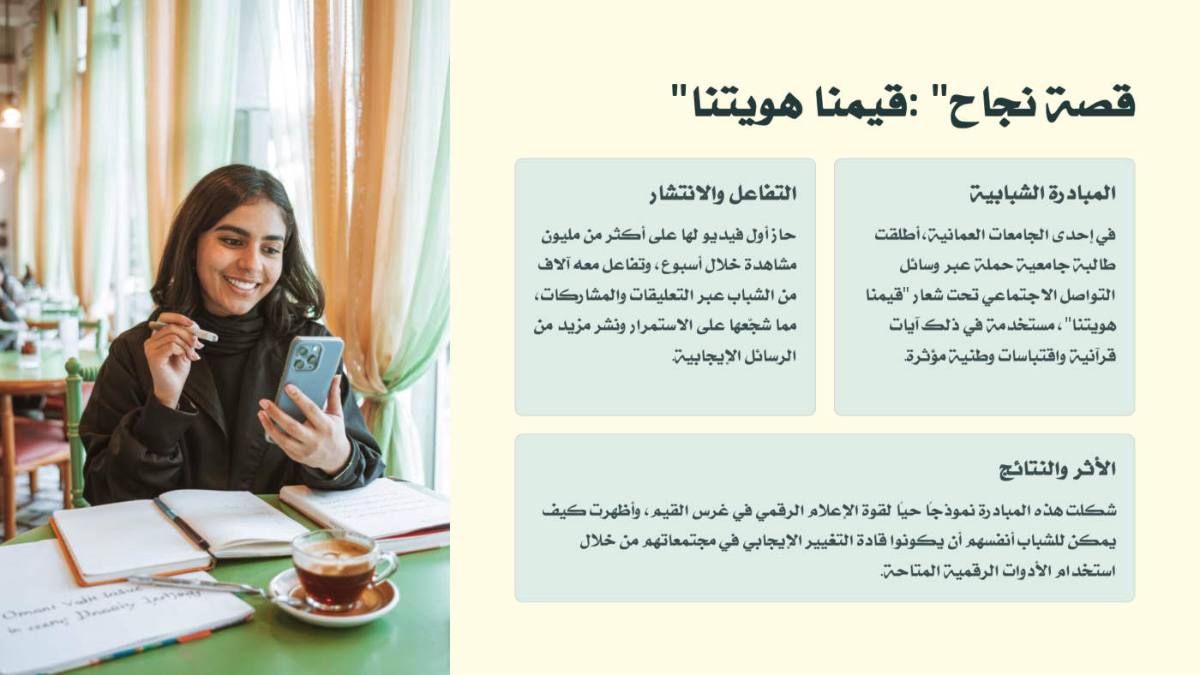 قصة نجاح" :قيمنا هويتنا"
المبادرة الشبابية
في إحدى الجامعات العمانية، أطلقت
طالبة جامعية حملة عبر وسائل
التواصل الاجتماعي تحت شعار "قيمنا
هويتنا"، مستخدمة في ذلك آيات
قرآنية واقتباسات وطنية مؤثرة.
التفاعل والانتشار
حاز أول فيديو لها على أكثر من مليون
مشاهدة خلال أسبوع، وتفاعل معه آلاف
من الشباب عبر التعليقات والمشاركات،
مما شجّعها على الاستمرار ونشر مزيد من
الرسائل الإيجابية.
الأثر والنتائج
شكلت هذه المبادرة نموذجًا حيًا لقوة الإعلام الرقمي في غرس القيم، وأظهرت كيف
يمكن للشباب أنفسهم أن يكونوا قادة التغيير الإيجابي في مجتمعاتهم من خلال
استخدام الأدوات الرقمية المتاحة.